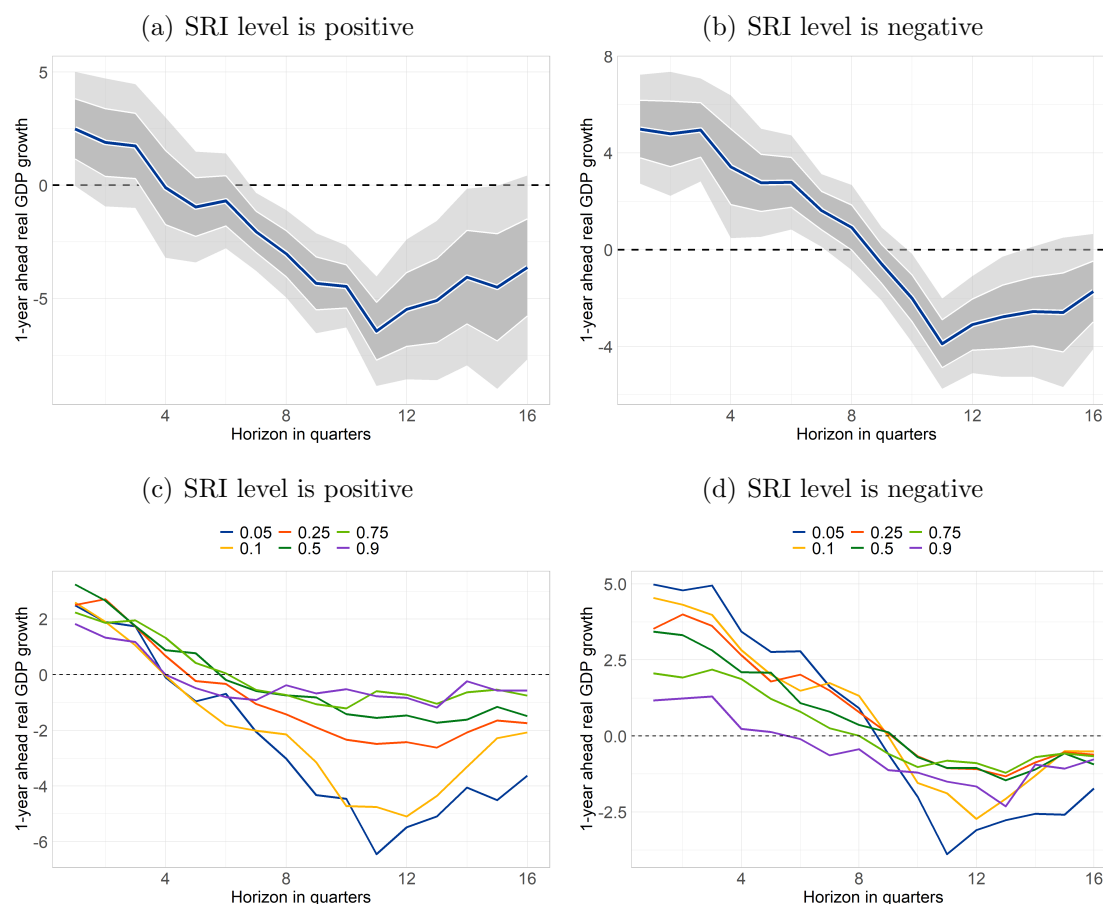 (a) SRI level is positive
1-year ahead real GDP growth
5
0
-5
4 8 12 16
Horizon in quarters
(b) SRI level is negative
1-year ahead real GDP growth
8
4
0
-4
4 8 12 16
Horizon in quarters
(c) SRI level is positive
0.05 0.25 0.75
0.1 0.5 0.9
1-year ahead real GDP growth
2
0
-2
-4
-6
4 8 12 16
Horizon in quarters
(d) SRI level is negative
0.05 0.25 0.75
0.1 0.5 0.9
1-year ahead real GDP growth
5.0
2.5
0.0
-2.5
4 8 12 16
Horizon in quarters